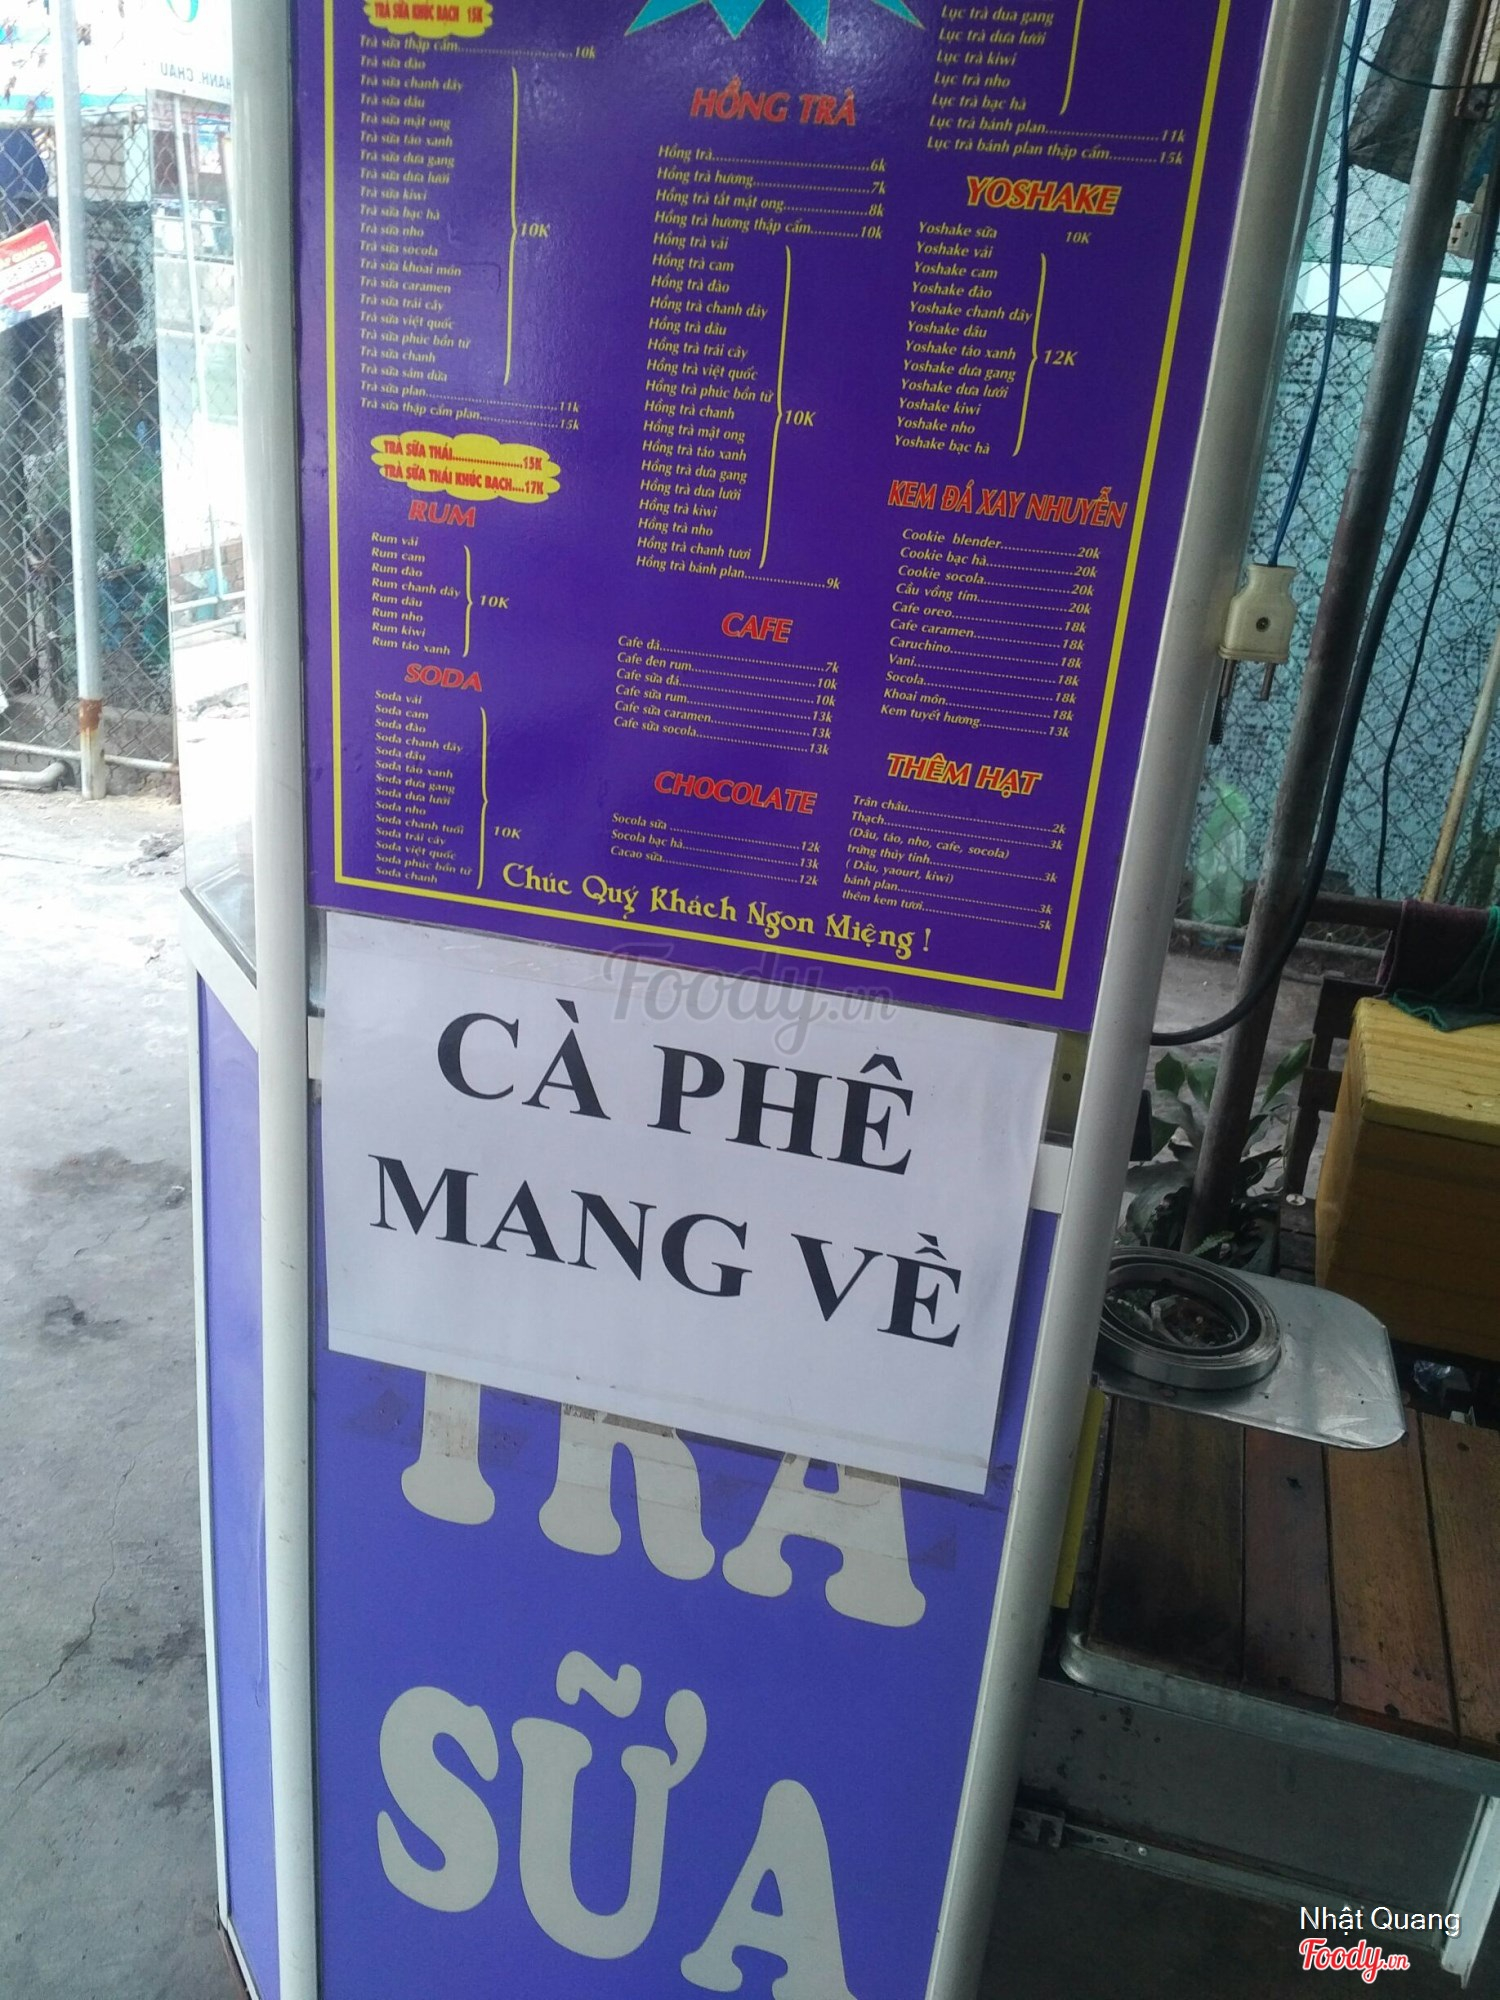 TRÀ SỮA KHÚC BẠCH 15K
Trà sữa thập cẩm 10k
Trà sữa đào
Trà sữa chanh dây
Trà sữa dâu
Trà sữa mật ong
Trà sữa táo xanh
Trà sữa dưa gang
Trà sữa dưa lưới
Trà sữa kiwi
Trà sữa bạc hà
Trà sữa nho
Trà sữa socola
Trà sữa khoai môn
Trà sữa caramen
Trà sữa trái cây
Trà sữa việt quốc
Trà sữa phúc bồn tử
Trà sữa chanh
Trà sữa sâm dứa
10K
Trà sữa plan 11k
Trà sữa thập cẩm plan 15k
TRÀ SỮA THÁI 15K
TRÀ SỮA THÁI KHÚC BẠCH....17K
RUM
Rum vải
Rum cam
Rum đào
Rum chanh dây
Rum dâu
Rum nho
Rum kiwi
Rum táo xanh
10K
SODA
Soda vải
Soda cam
Soda đào
Soda chanh dây
Soda dâu
Soda táo xanh
Soda dưa gang
Soda dưa lưới
Soda nho
Soda chanh tuối
Soda trái cây
Soda việt quốc
Soda phúc bồn tử
Soda chanh
10K
HỒNG TRÀ
Hồng trà 6k
Hồng trà hương 7k
Hồng trà tắt mật ong 8k
Hồng trà hương thập cẩm 10k
Hồng trà vải
Hồng trà cam
Hồng trà đào
Hồng trà chanh dây
Hồng trà dâu
Hồng trà trái cây
Hồng trà việt quốc
Hồng trà phúc bồn tử
Hồng trà chanh
Hồng trà mật ong
Hồng trà táo xanh
Hồng trà dưa gang
Hồng trà dưa lưới
Hồng trà kiwi
Hồng trà nho
Hồng trà chanh tươi
10K
Hồng trà bánh plan 9k
CAFE
Cafe đá 7k
Cafe đen rum 10k
Cafe sữa đá 10k
Cafe sữa rum 13k
Cafe sữa caramen 13k
Cafe sữa socola 13k
CHOCOLATE
Socola sữa 12k
Socola bạc hà 13k
Cacao sữa 12k
Lục trà dưa gang
Lục trà dưa lưới
Lục trà kiwi
Lục trà nho
Lục trà bạc hà
Lục trà bánh plan 11k
Lục trà bánh plan thập cẩm 15k
YOSHAKE
Yoshake sữa 10K
Yoshake vải
Yoshake cam
Yoshake đào
Yoshake chanh dây
Yoshake dâu
Yoshake táo xanh
Yoshake dưa gang
Yoshake dưa lưới
Yoshake kiwi
Yoshake nho
Yoshake bạc hà
12K
KEM ĐÁ XAY NHUYỄN
Cookie blender 20k
Cookie bạc hà 20k
Cookie socola 20k
Cầu vồng tím 20k
Cafe oreo 18k
Cafe caramen 18k
Caruchino 18k
Vani 18k
Socola 18k
Khoai môn 18k
Kem tuyết hương 13k
THÊM HẠT
Trân châu 2k
Thạch 3k
(Dâu, táo, nho, cafe, socola)
trứng thủy tinh 3k
( Dâu, yaourt, kiwi)
bánh plan 3k
thêm kem tươi 5k
Chúc Quý Khách Ngon Miệng !
Foody.vn
CÀ PHÊ
MANG VỀ
TRÀ
SỮA
Nhật Quang
Foody.vn